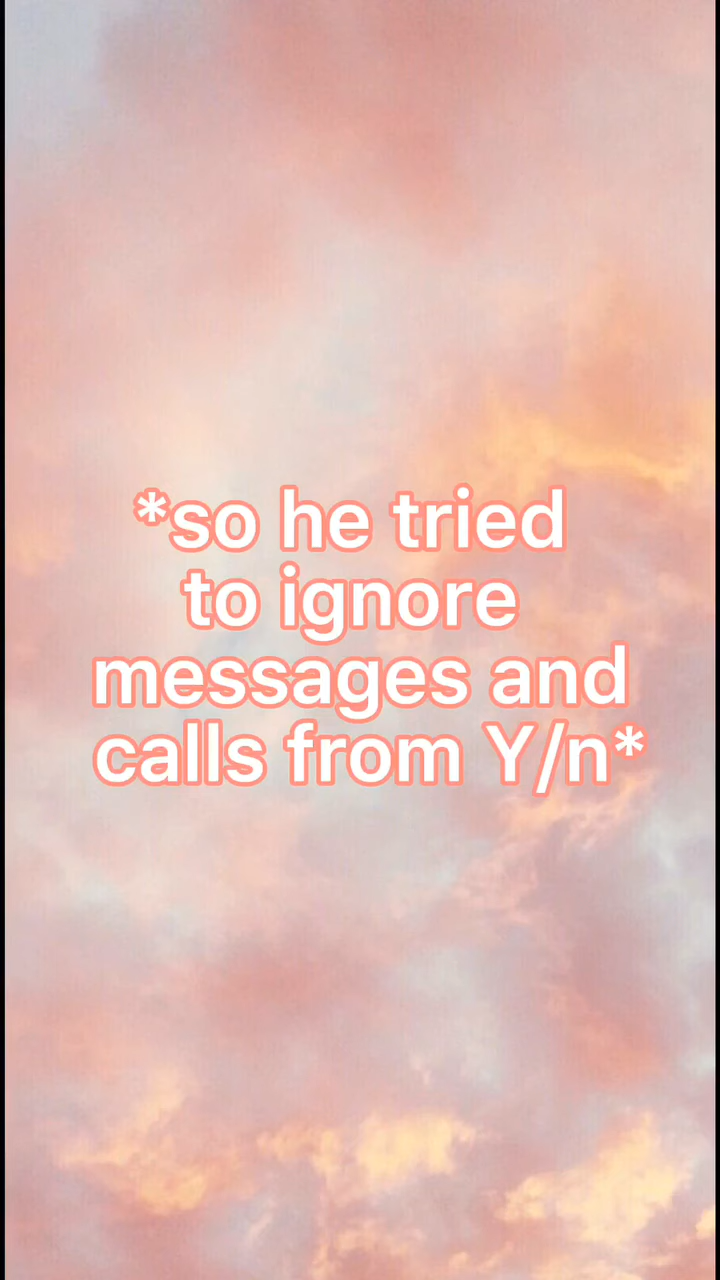 *so he tried
to ignore
messages and
calls from Y/n*